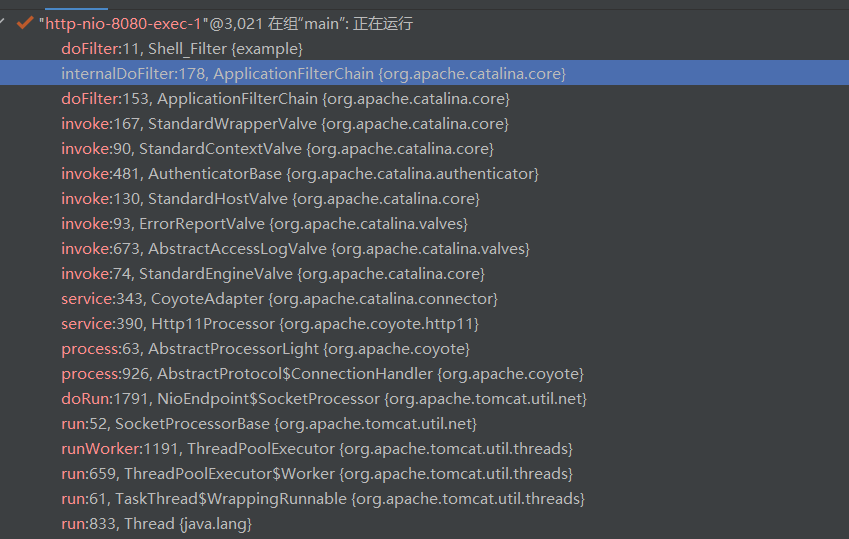 "http-nio-8080-exec-1"@3,021 在组“main”: 正在运行
doFilter:11, Shell_Filter {example}
internalDoFilter:178, ApplicationFilterChain {org.apache.catalina.core}
doFilter:153, ApplicationFilterChain {org.apache.catalina.core}
invoke:167, StandardWrapperValve {org.apache.catalina.core}
invoke:90, StandardContextValve {org.apache.catalina.core}
invoke:481, AuthenticatorBase {org.apache.catalina.authenticator}
invoke:130, StandardHostValve {org.apache.catalina.core}
invoke:93, ErrorReportValve {org.apache.catalina.valves}
invoke:673, AbstractAccessLogValve {org.apache.catalina.valves}
invoke:74, StandardEngineValve {org.apache.catalina.core}
service:343, CoyoteAdapter {org.apache.catalina.connector}
service:390, Http11Processor {org.apache.coyote.http11}
process:63, AbstractProcessorLight {org.apache.coyote}
process:926, AbstractProtocol$ConnectionHandler {org.apache.coyote}
doRun:1791, NioEndpoint$SocketProcessor {org.apache.tomcat.util.net}
run:52, SocketProcessorBase {org.apache.tomcat.util.net}
runWorker:1191, ThreadPoolExecutor {org.apache.tomcat.util.threads}
run:659, ThreadPoolExecutor$Worker {org.apache.tomcat.util.threads}
run:61, TaskThread$WrappingRunnable {org.apache.tomcat.util.threads}
run:833, Thread {java.lang}